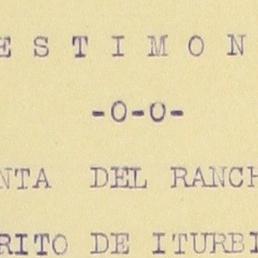 ESTIMON
-O-O-
NTA DEL RANCH
RITO DE ITURBI